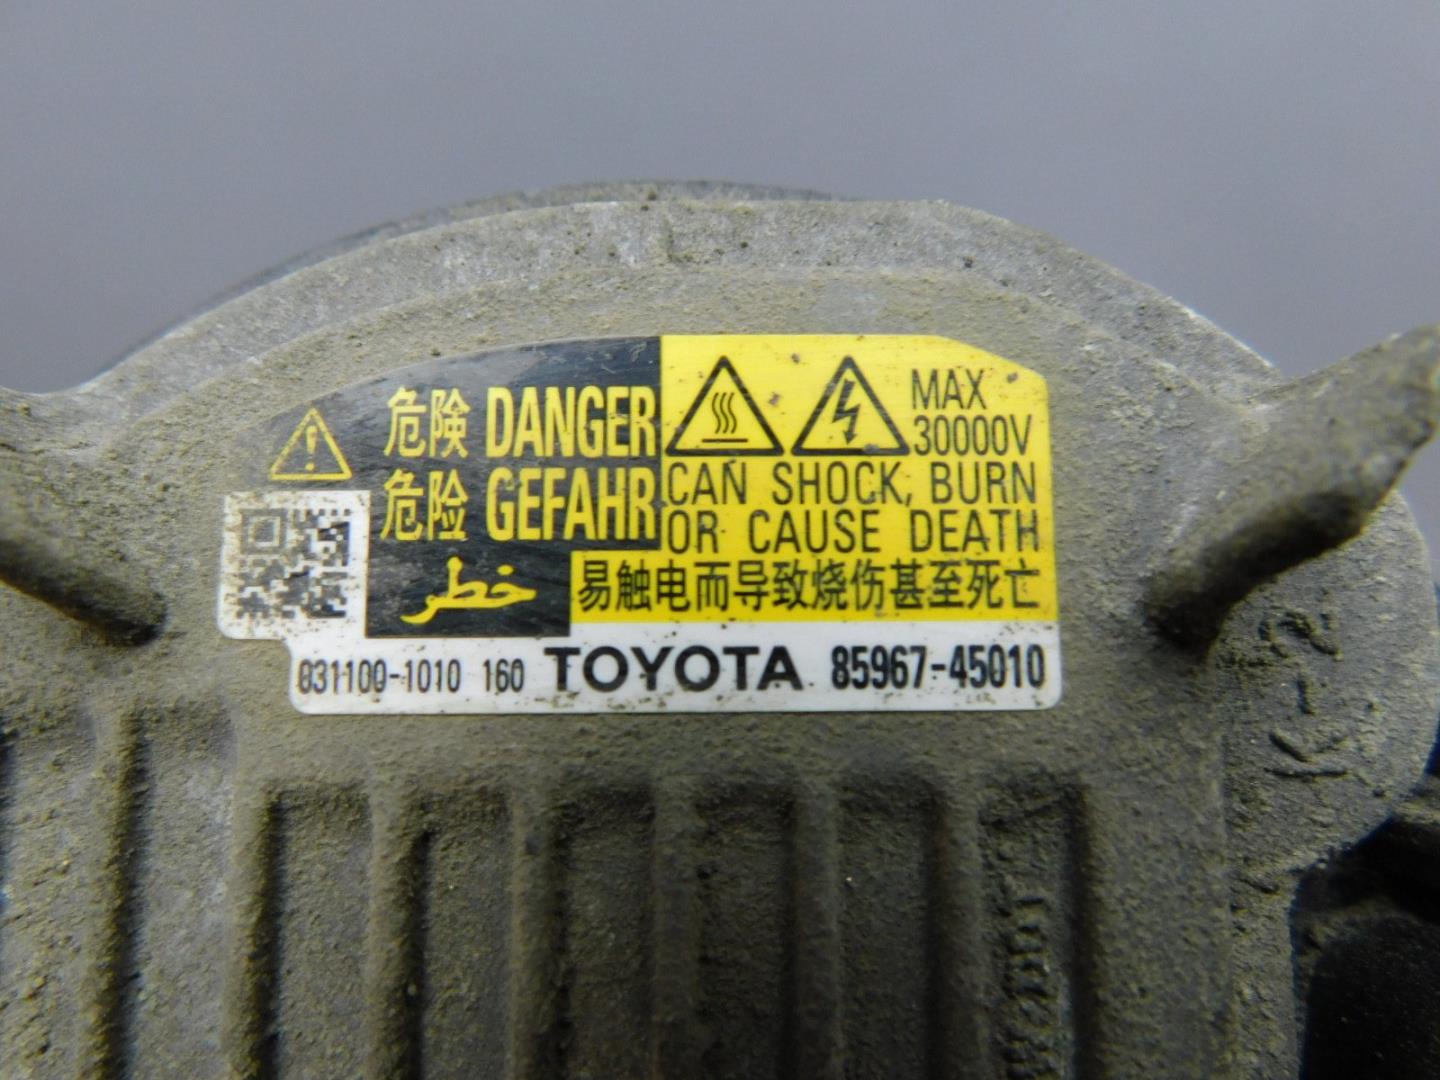 危険 DANGER
危险 GEFAHR
خطر
MAX
30000V
CAN SHOCK, BURN
OR CAUSE DEATH
易触电而导致烧伤甚至死亡
031100-1010 160 TOYOTA 85967-45010
K-2